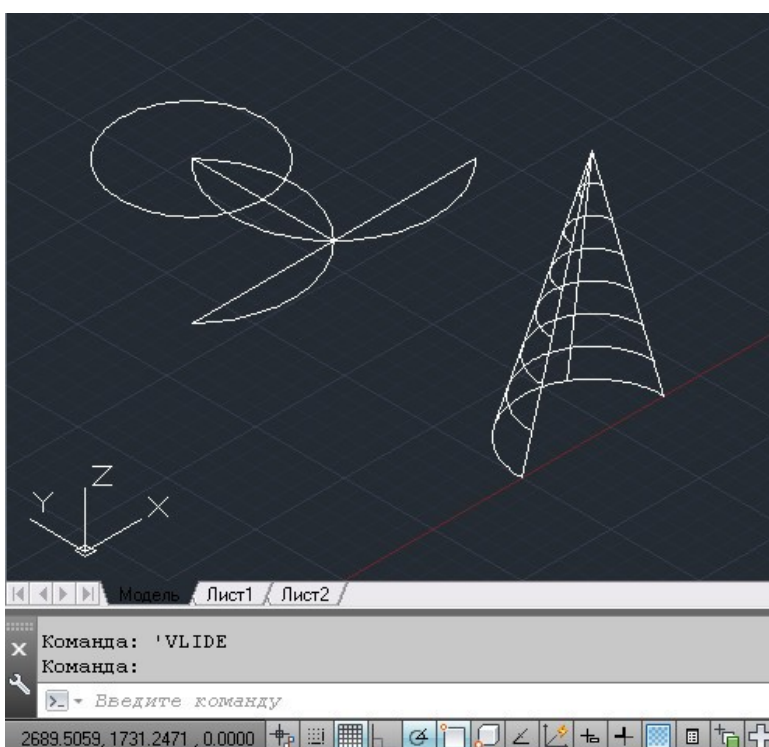 Z
Y
X
Модель Лист1 Лист2
Команда: 'VLIDE
Команда:
Введите команду
2689.5059, 1731.2471 , 0.0000